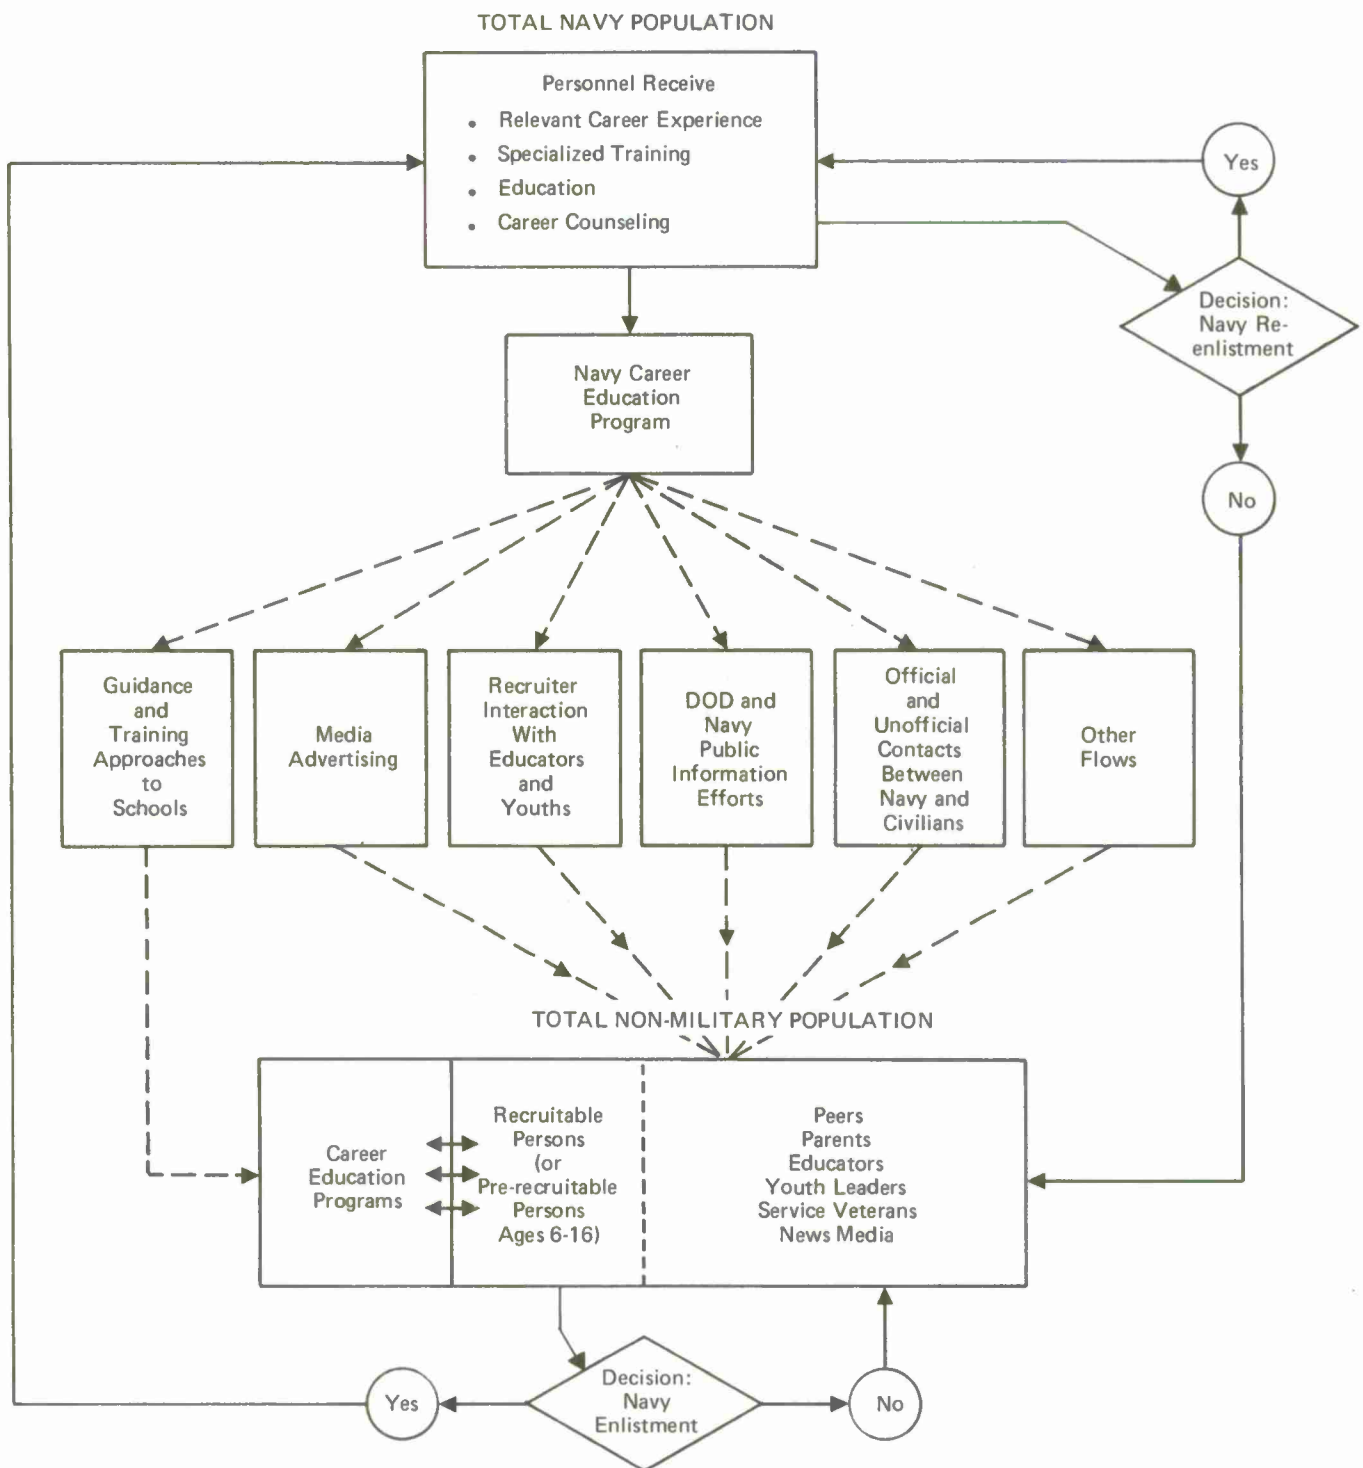 TOTAL NAVY POPULATION
Personnel Receive
• Relevant Career Experience
• Specialized Training
• Education
• Career Counseling
Yes
Decision:
Navy Re-
enlistment
No
Navy Career
Education
Program
Guidance
and
Training
Approaches
to
Schools
Media
Advertising
Recruiter
Interaction
With
Educators
and
Youths
DOD and
Navy
Public
Information
Efforts
Official
and
Unofficial
Contacts
Between
Navy and
Civilians
Other
Flows
TOTAL NON-MILITARY POPULATION
Career
Education
Programs
Recruitable
Persons
(or
Pre-recruitable
Persons
Ages 6-16)
Peers
Parents
Educators
Youth Leaders
Service Veterans
News Media
Yes
Decision:
Navy
Enlistment
No